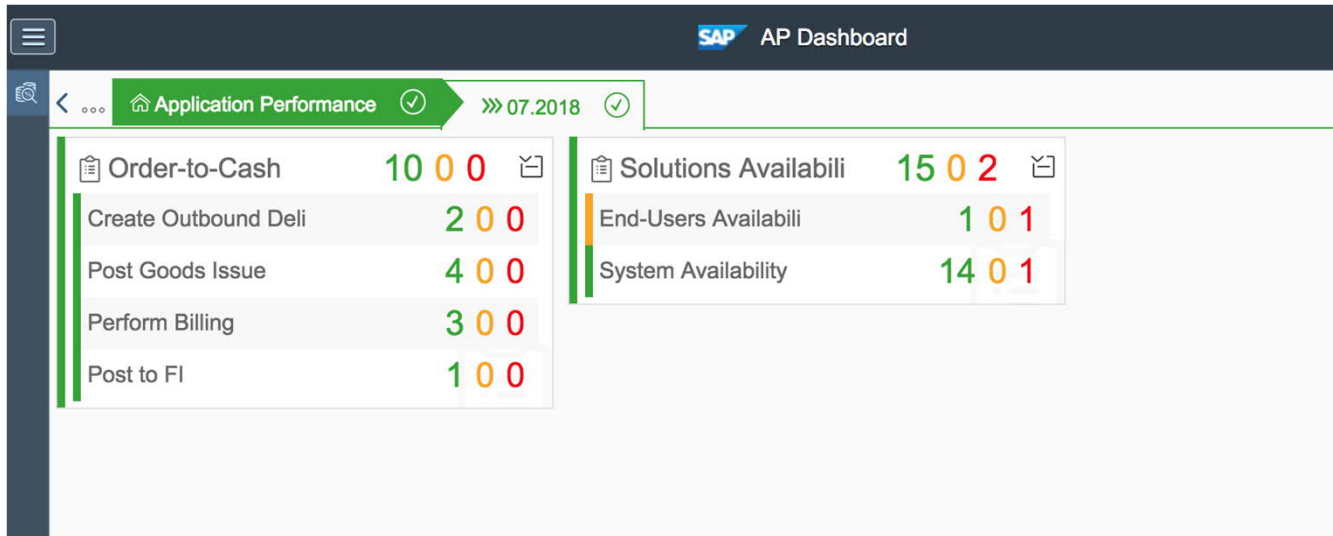 SAP AP Dashboard
Application Performance
07.2018
Order-to-Cash 10 0 0
Create Outbound Deli 2 0 0
Post Goods Issue 4 0 0
Perform Billing 3 0 0
Post to FI 1 0 0
Solutions Availabili 15 0 2
End-Users Availabili 1 0 1
System Availability 14 0 1